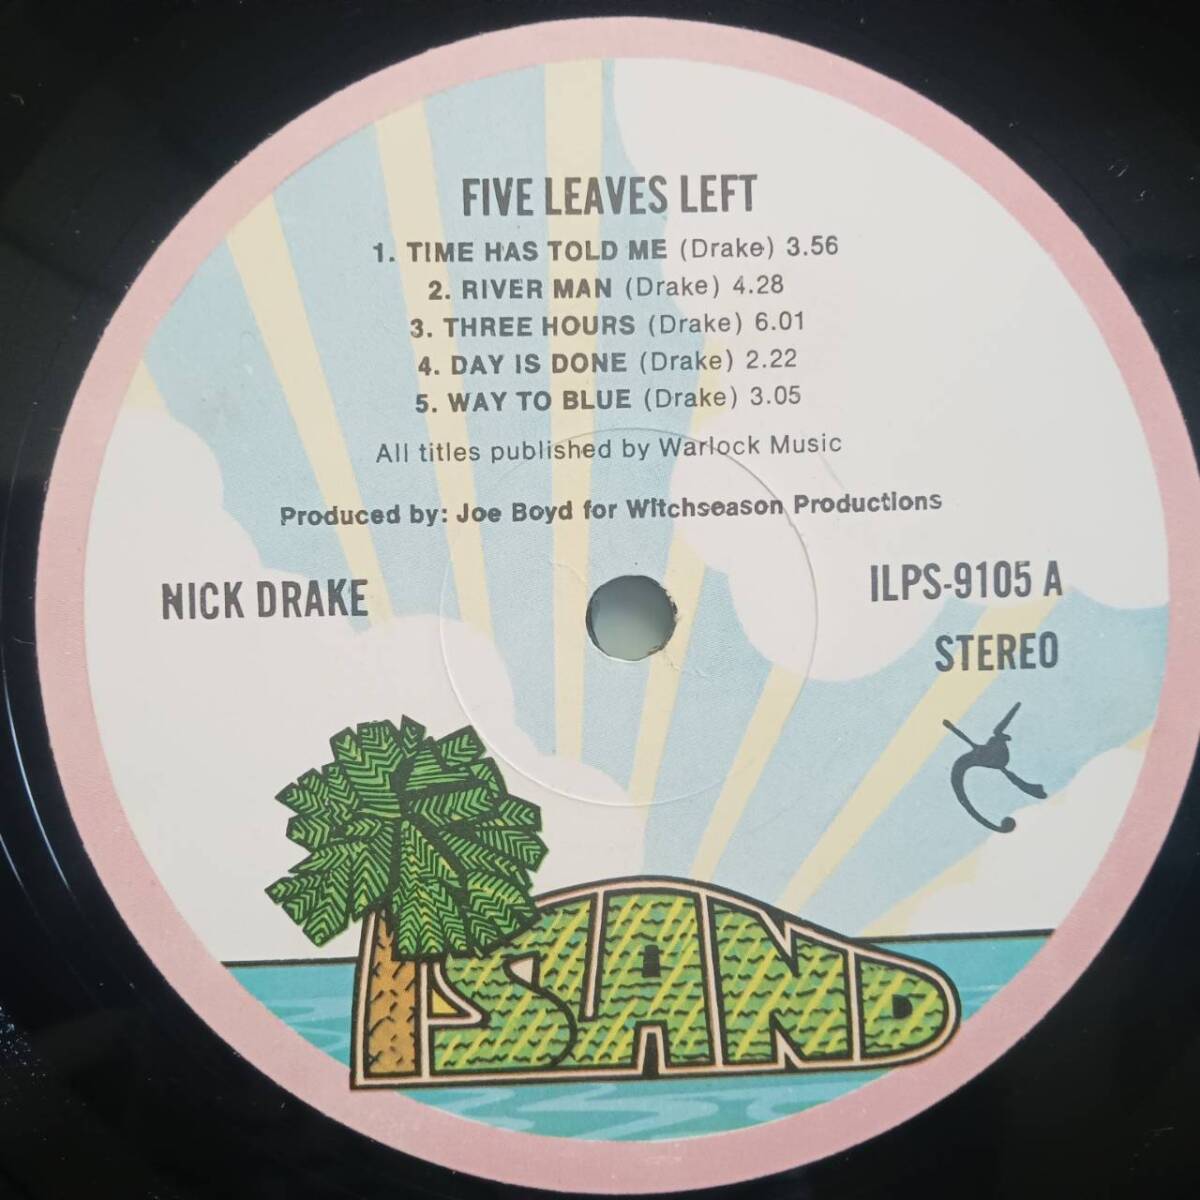 FIVE LEAVES LEFT
1. TIME HAS TOLD ME (Drake) 3.56
2. RIVER MAN (Drake) 4.28
3. THREE HOURS (Drake) 6.01
4. DAY IS DONE (Drake) 2.22
5. WAY TO BLUE (Drake) 3.05
All titles published by Warlock Music
Produced by: Joe Boyd for Witchseason Productions
NICK DRAKE
ILPS-9105 A
STEREO
ISLAND